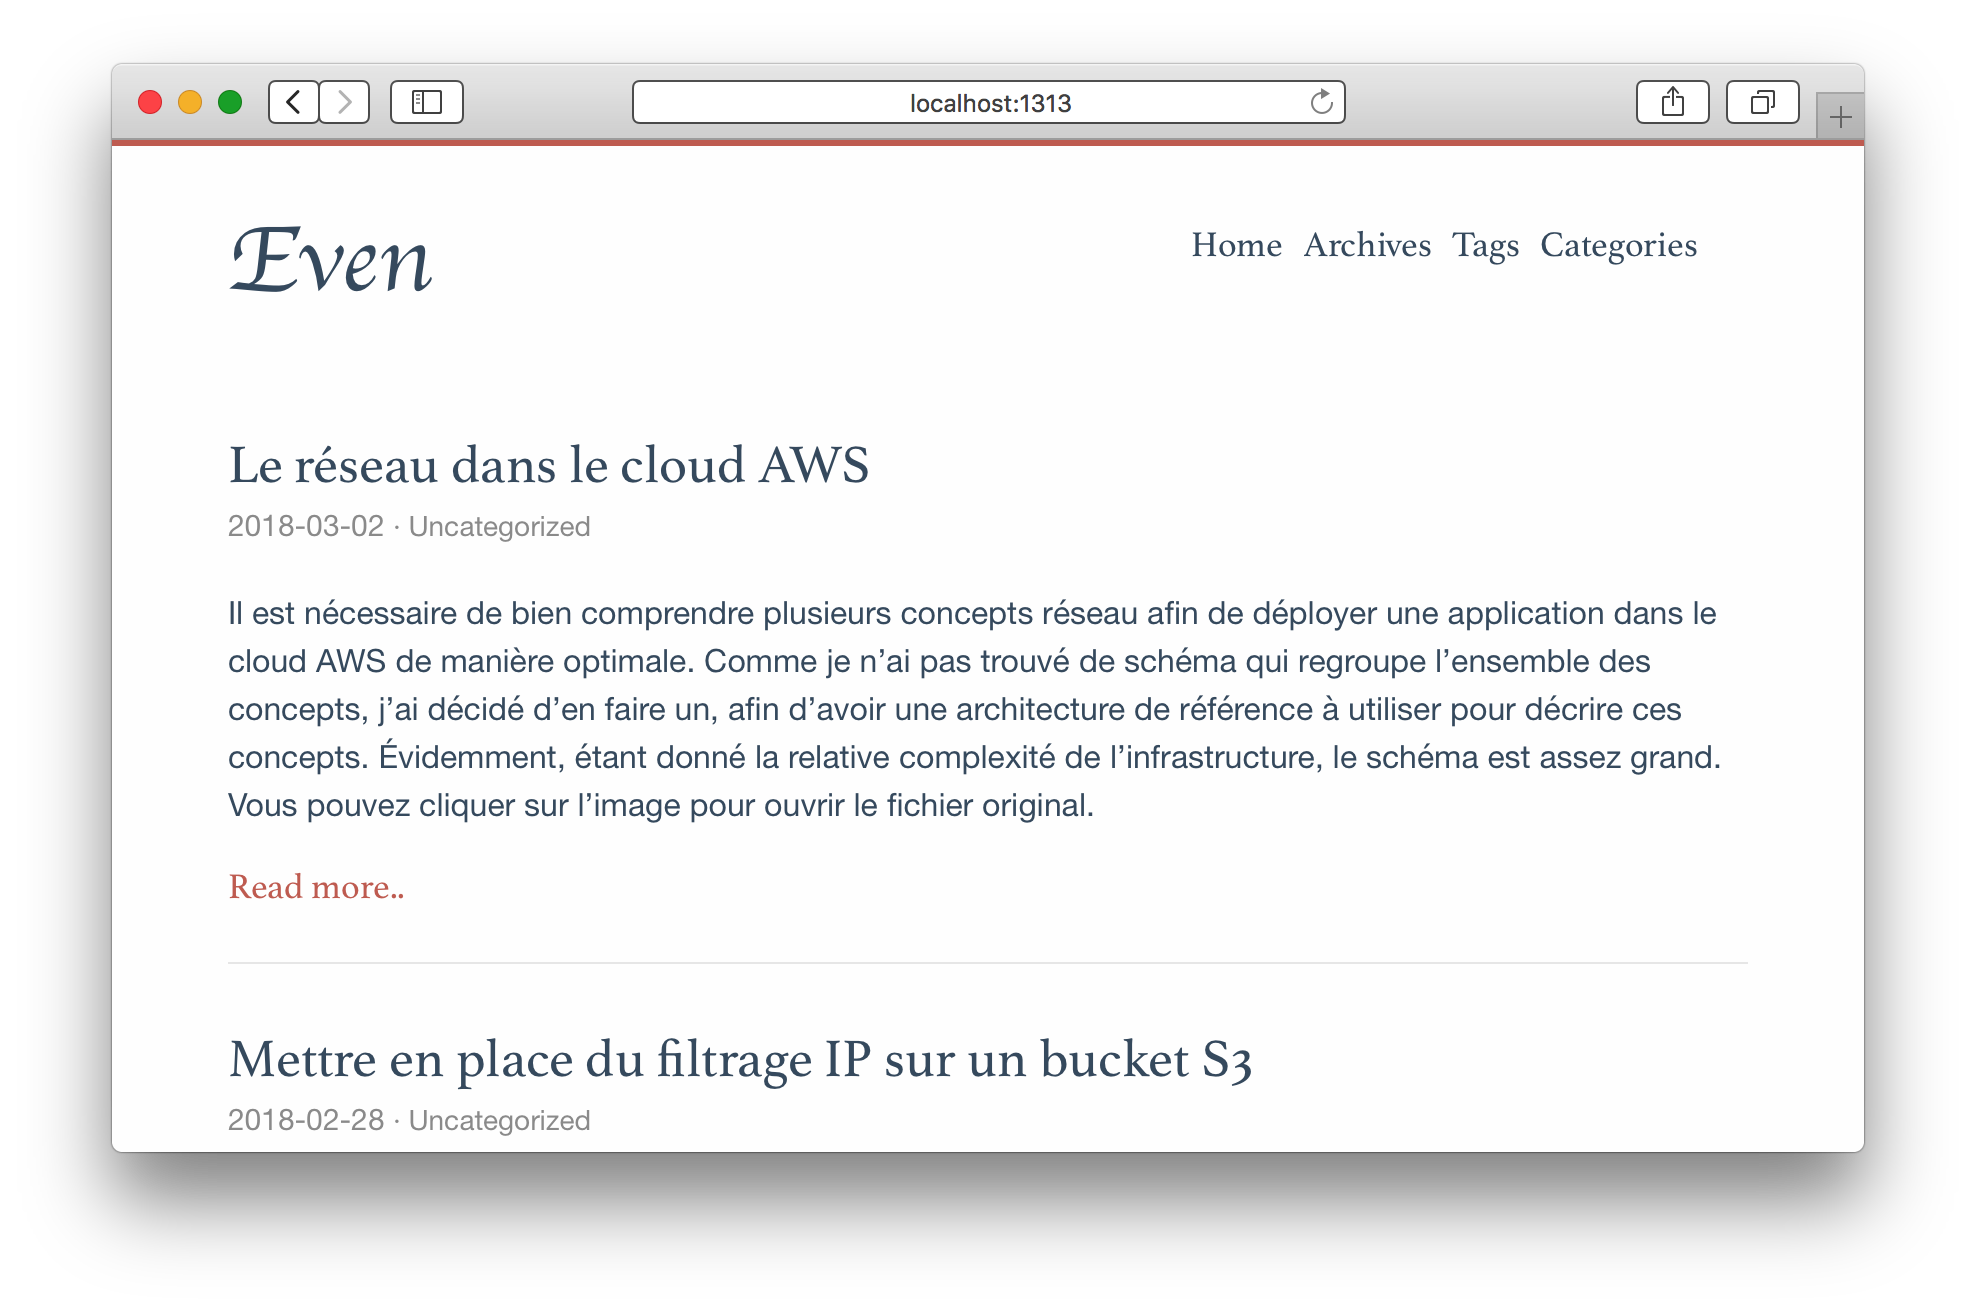 localhost:1313
Even
Home Archives Tags Categories
Le réseau dans le cloud AWS
2018-03-02 · Uncategorized
Il est nécessaire de bien comprendre plusieurs concepts réseau afin de déployer une application dans le
cloud AWS de manière optimale. Comme je n’ai pas trouvé de schéma qui regroupe l’ensemble des
concepts, j’ai décidé d’en faire un, afin d’avoir une architecture de référence à utiliser pour décrire ces
concepts. Évidemment, étant donné la relative complexité de l’infrastructure, le schéma est assez grand.
Vous pouvez cliquer sur l’image pour ouvrir le fichier original.
Read more..
Mettre en place du filtrage IP sur un bucket S3
2018-02-28 · Uncategorized